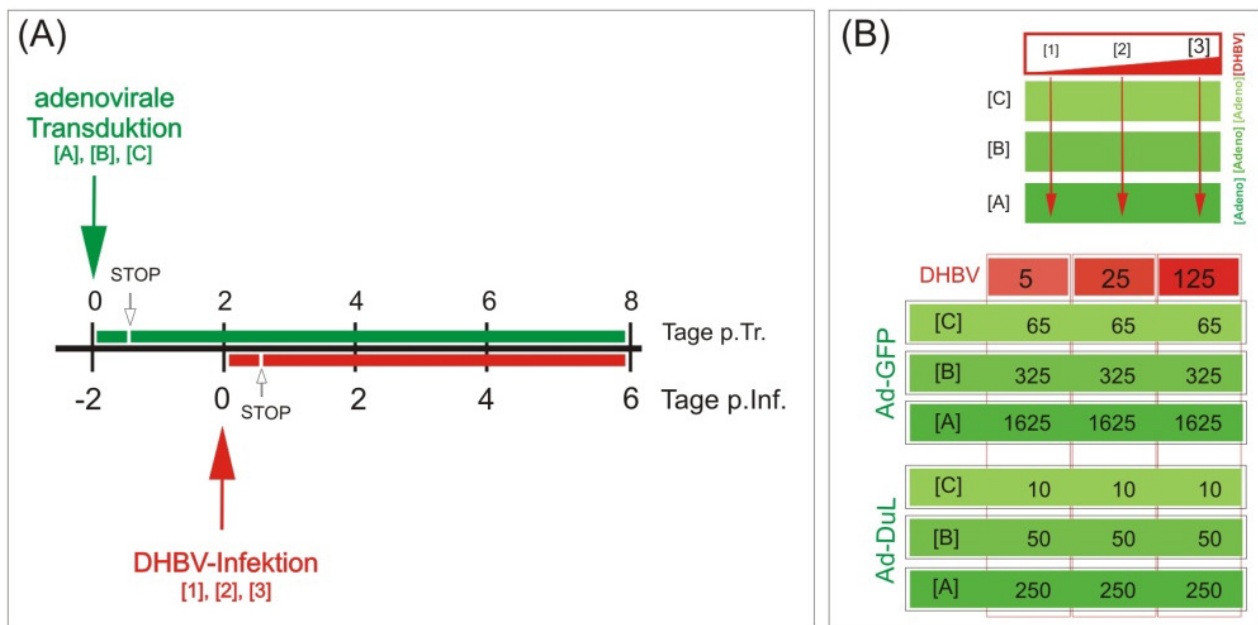 (A)
adenovirale
Transduktion
[A], [B], [C]
STOP
0 2 4 6 8
Tage p.Tr.
-2 0 2 4 6
Tage p.Inf.
STOP
DHBV-Infektion
[1], [2], [3]
(B)
[1] [2] [3]
[DHBV]
[C]
[Adeno]
[B]
[Adeno]
[A]
[Adeno]
DHBV 5 25 125
Ad-GFP
[C] 65 65 65
[B] 325 325 325
[A] 1625 1625 1625
Ad-DuL
[C] 10 10 10
[B] 50 50 50
[A] 250 250 250